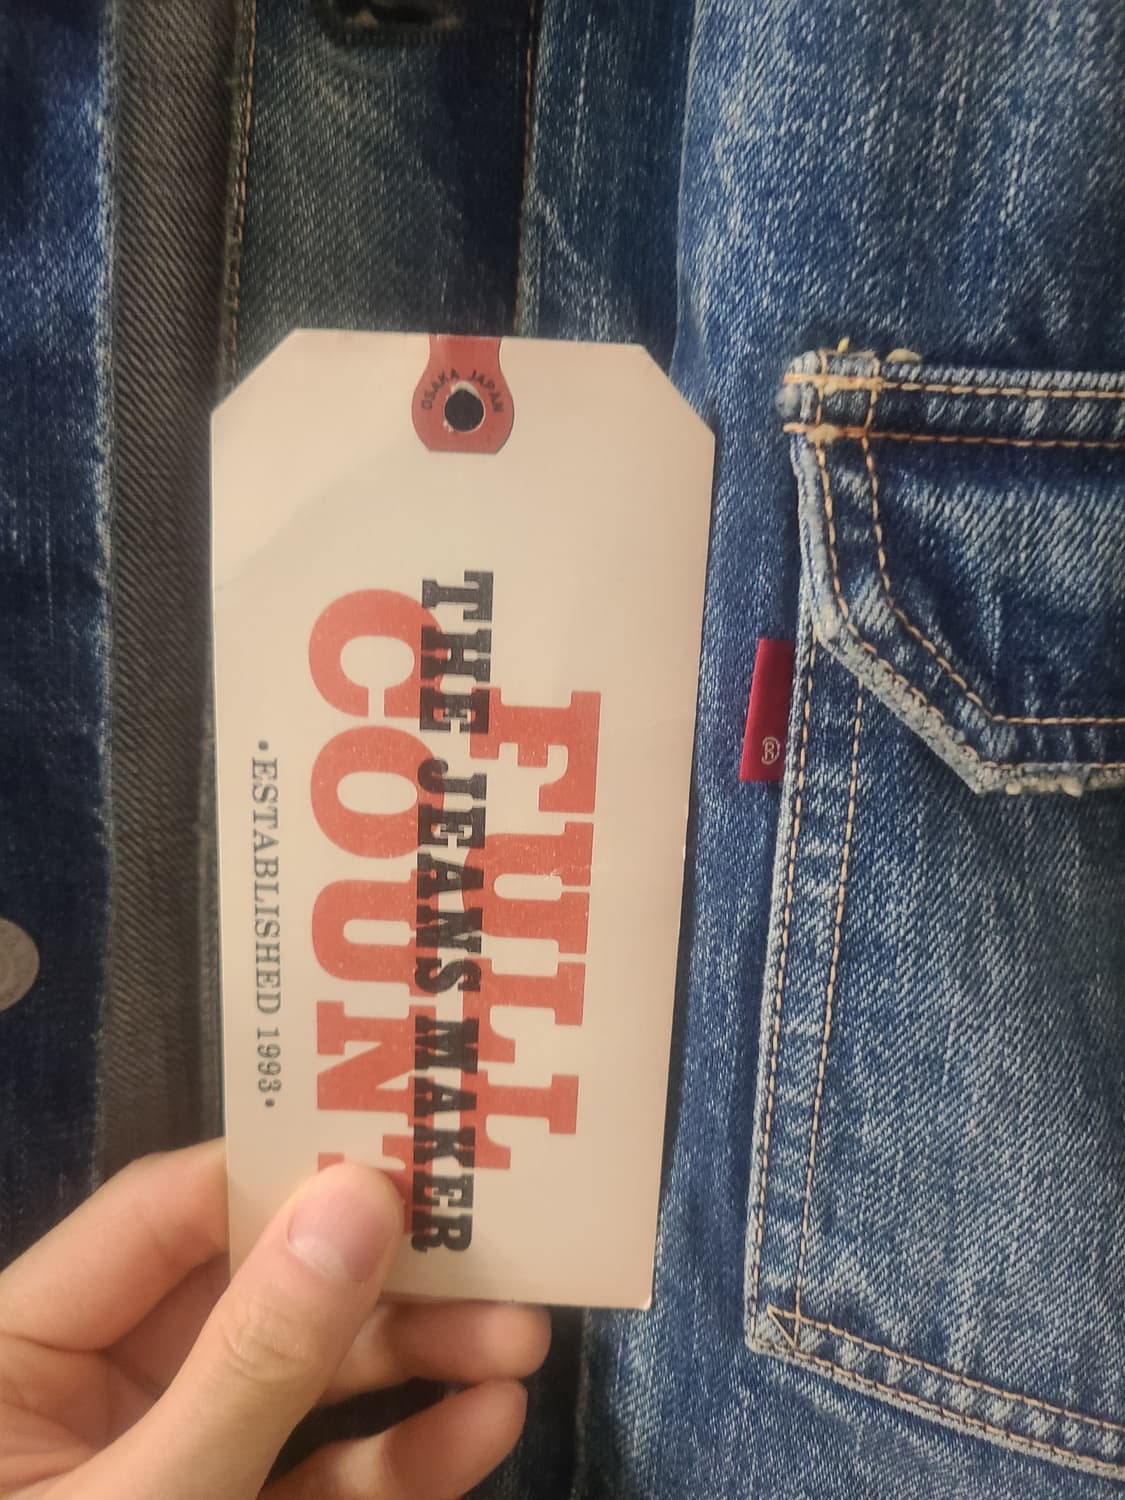 OSAKA JAPAN
FULL
THE JEANS MAKER
COUNT
•ESTABLISHED 1993•
®